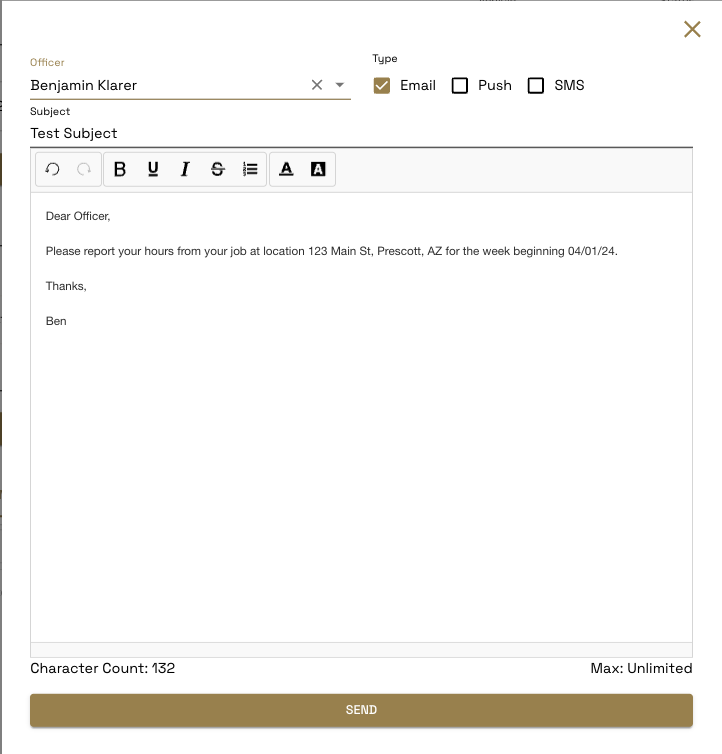 Officer
Type
Benjamin Klarer
Email
Push
SMS
Subject
Test Subject
B U I S A A
Dear Officer,
Please report your hours from your job at location 123 Main St, Prescott, AZ for the week beginning 04/01/24.
Thanks,
Ben
Character Count: 132
Max: Unlimited
SEND